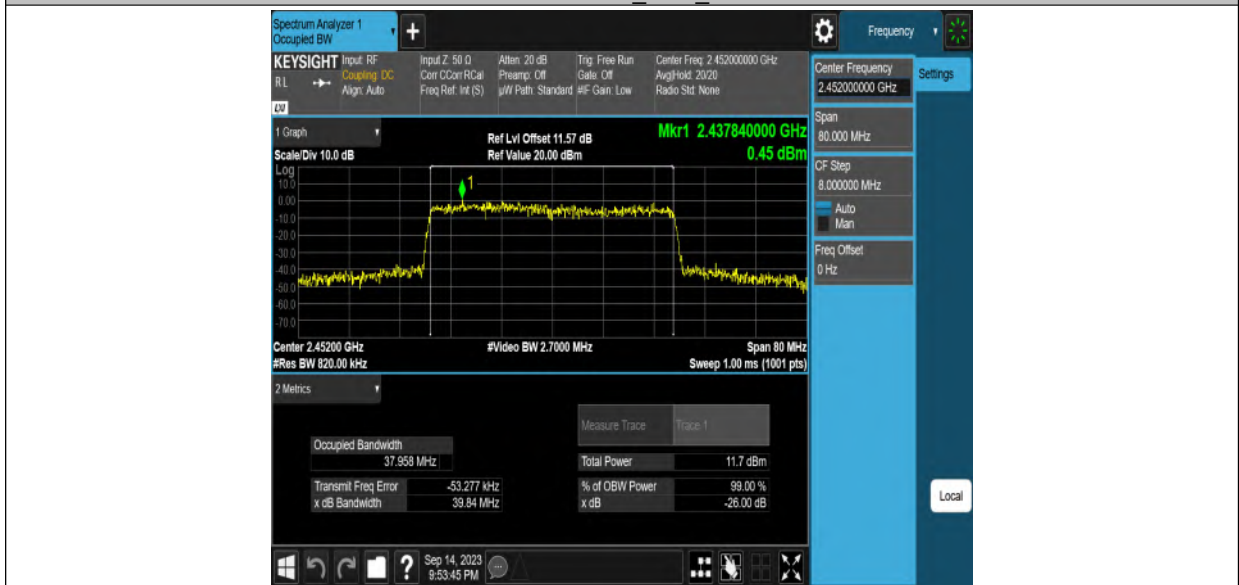 Spectrum Analyzer 1
Occupied BW
+
Frequency
KEYSIGHT
R L
LXI
Input: RF
Coupling: DC
Align: Auto
Input Z: 50 Ω
Corr CCorr RCal
Freq Ref: Int (S)
Atten: 20 dB
Preamp: Off
µW Path: Standard
Trig: Free Run
Gate: Off
#IF Gain: Low
Center Freq: 2.452000000 GHz
Avg|Hold: 20/20
Radio Std: None
Center Frequency
2.452000000 GHz
Settings
Span
80.000 MHz
CF Step
8.000000 MHz
Auto
Man
Freq Offset
0 Hz
1 Graph
Scale/Div 10.0 dB
Ref Lvl Offset 11.57 dB
Ref Value 20.00 dBm
Mkr1 2.437840000 GHz
0.45 dBm
Log
10.0
0.00
-10.0
-20.0
-30.0
-40.0
-50.0
-60.0
-70.0
1
Center 2.45200 GHz
#Res BW 820.00 kHz
#Video BW 2.7000 MHz
Span 80 MHz
Sweep 1.00 ms (1001 pts)
2 Metrics
Measure Trace Trace 1
Occupied Bandwidth
37.958 MHz
Total Power 11.7 dBm
Transmit Freq Error -53.277 kHz
% of OBW Power 99.00 %
x dB Bandwidth 39.84 MHz
x dB -26.00 dB
Local
?
Sep 14, 2023
9:53:45 PM